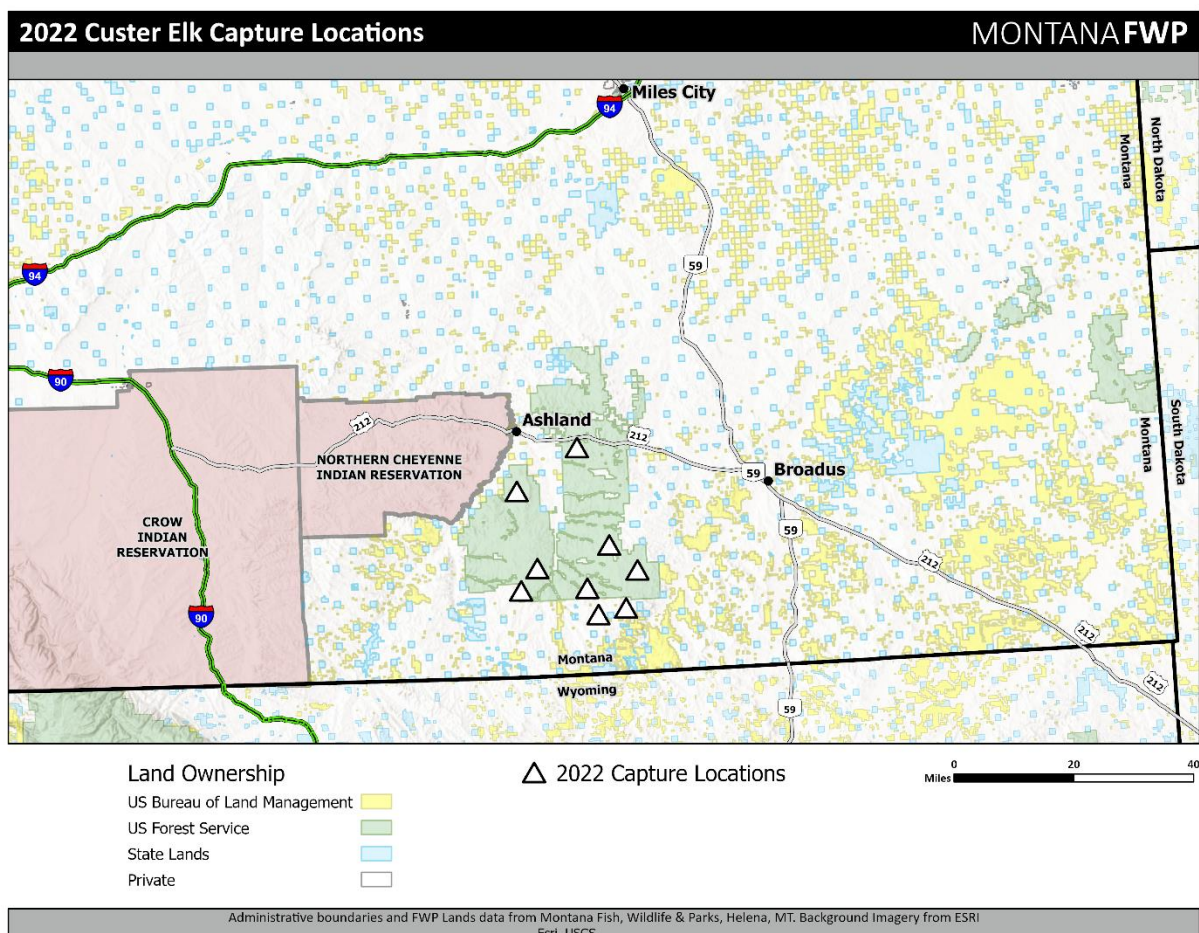 2022 Custer Elk Capture Locations
MONTANA FWP
Miles City
94
North Dakota
Montana
59
94
90
Ashland
212
212
NORTHERN CHEYENNE
INDIAN RESERVATION
59
Broadus
South Dakota
Montana
CROW
INDIAN
RESERVATION
59
212
90
212
Montana
Wyoming
212
59
Land Ownership
US Bureau of Land Management
US Forest Service
State Lands
Private
2022 Capture Locations
0 20 40
Miles
Administrative boundaries and FWP Lands data from Montana Fish, Wildlife & Parks, Helena, MT. Background Imagery from ESRI
Esri, USGS